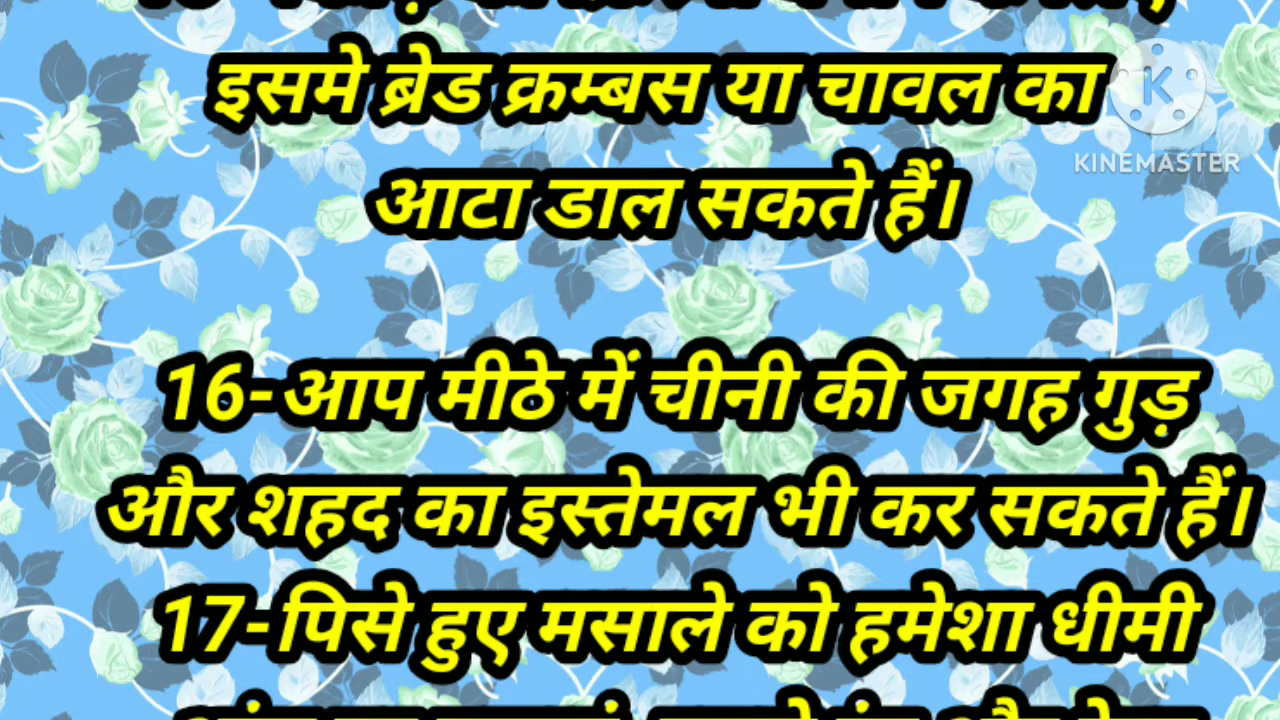 इसमे ब्रेड क्रम्बस या चावल का
आटा डाल सकते हैं।
16-आप मीठे में चीनी की जगह गुड़
और शहद का इस्तेमल भी कर सकते हैं।
17-पिसे हुए मसाले को हमेशा धीमी
K
KINEMASTER